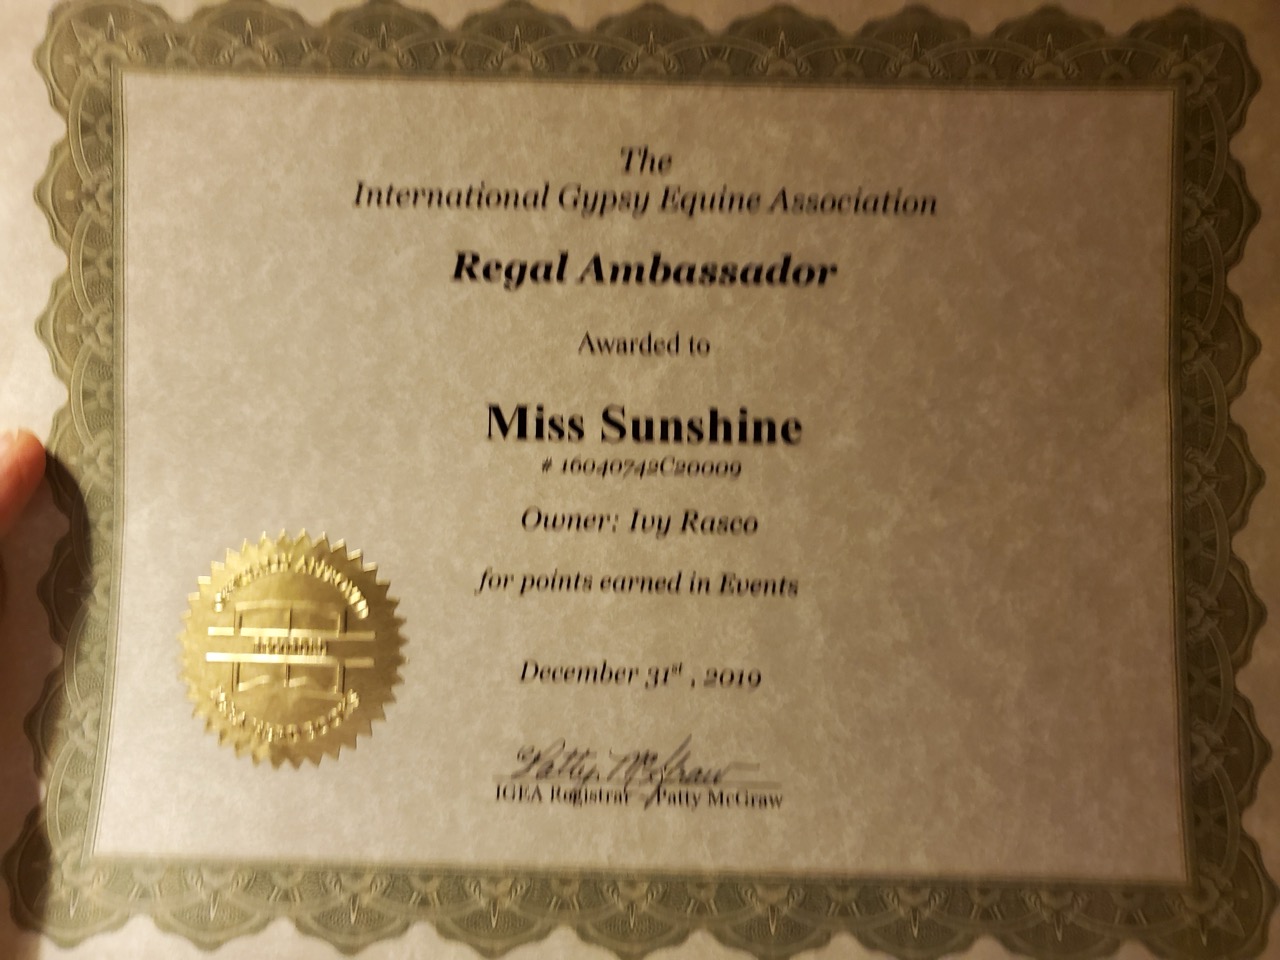 The
International Gypsy Equine Association
Regal Ambassador
Awarded to
Miss Sunshine
# 16040742C20009
Owner: Ivy Rasco
for points earned in Events
December 31st , 2019
Patty McGraw
IGEA Registrar - Patty McGraw